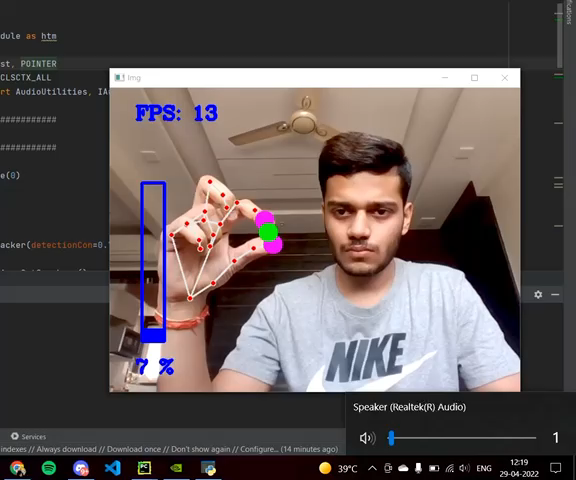 dule as htm
st, POINTER
CLSCTX_ALL
rt AudioUtilities, IA
###########
###########
e(0)
acker(detectionCon=0.
Img
FPS: 13
7 %
NIKE
Speaker (Realtek(R) Audio)
1
Services
indexes // Always download // Download once // Don't show again // Configure... (14 minutes ago)
39°C
ENG
12:19
29-04-2022